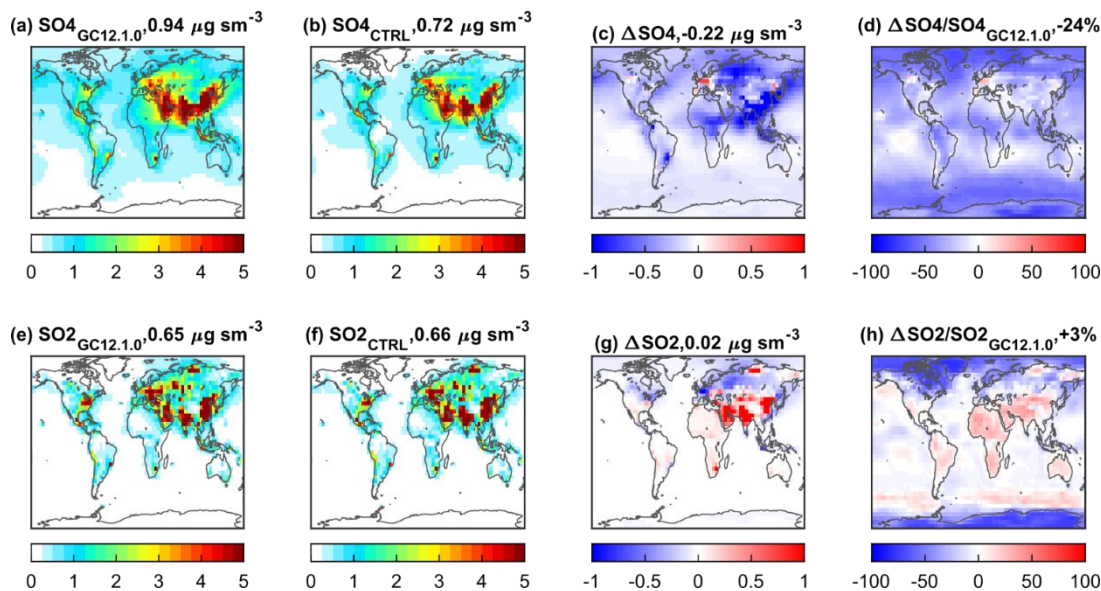 (a) SO4GC12.1.0,0.94 μg sm-3
(b) SO4CTRL,0.72 μg sm-3
(c) ΔSO4,-0.22 μg sm-3
(d) ΔSO4/SO4GC12.1.0,-24%
0 1 2 3 4 5
0 1 2 3 4 5
-1 -0.5 0 0.5 1
-100 -50 0 50 100
(e) SO2GC12.1.0,0.65 μg sm-3
(f) SO2CTRL,0.66 μg sm-3
(g) ΔSO2,0.02 μg sm-3
(h) ΔSO2/SO2GC12.1.0,+3%
0 1 2 3 4 5
0 1 2 3 4 5
-1 -0.5 0 0.5 1
-100 -50 0 50 100